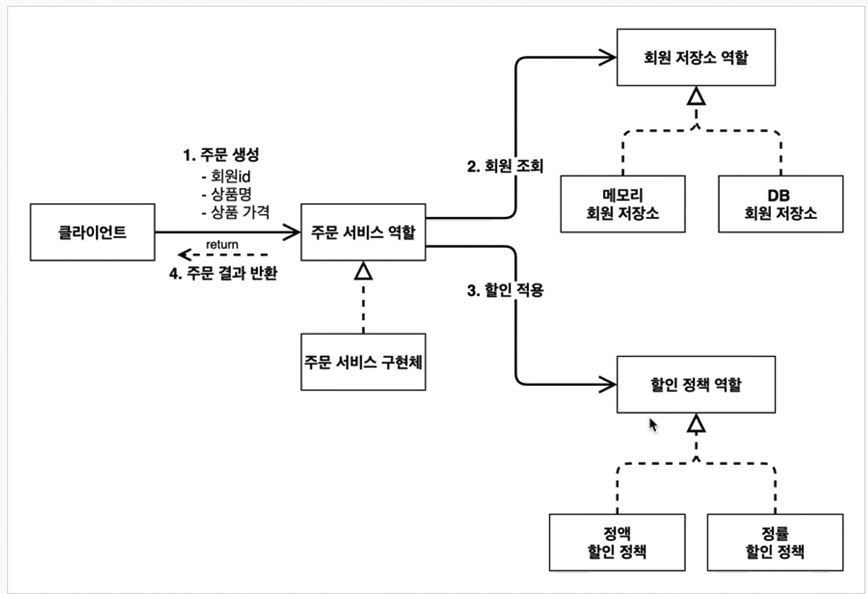 회원 저장소 역할
1. 주문 생성
- 회원id
- 상품명
- 상품 가격
2. 회원 조회
메모리
회원 저장소
DB
회원 저장소
클라이언트
주문 서비스 역할
return
4. 주문 결과 반환
3. 할인 적용
주문 서비스 구현체
할인 정책 역할
정액
할인 정책
정률
할인 정책